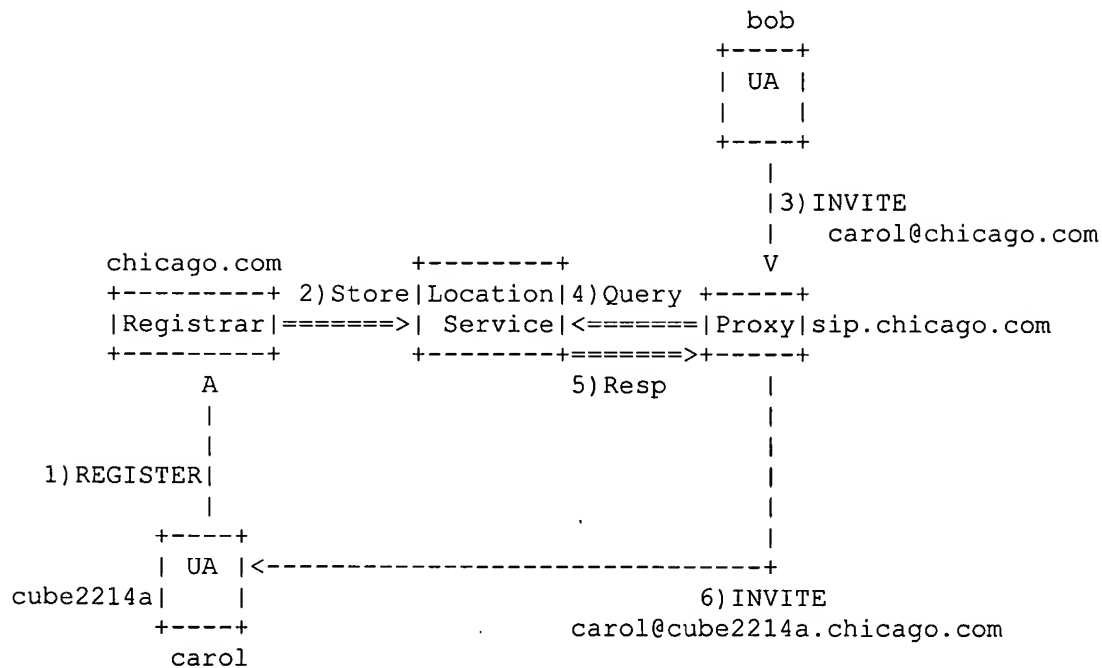 bob
                                               +----+
                                               | UA |
                                               |    |
                                               +----+
                                                  |
                                                  |3)INVITE
                                                  |   carol@chicago.com
     chicago.com         +--------+               V
     +---------+ 2)Store|Location|4)Query +-----+
     |Registrar|=======>| Service|<=======|Proxy|sip.chicago.com
     +---------+        +--------+=======>+-----+
           A                      5)Resp      |
           |                                  |
           |                                  |
 1)REGISTER|                                  |
           |                                  |
        +----+                                |
        | UA |<-------------------------------+
cube2214a|    |                            6)INVITE
        +----+                    carol@cube2214a.chicago.com
         carol